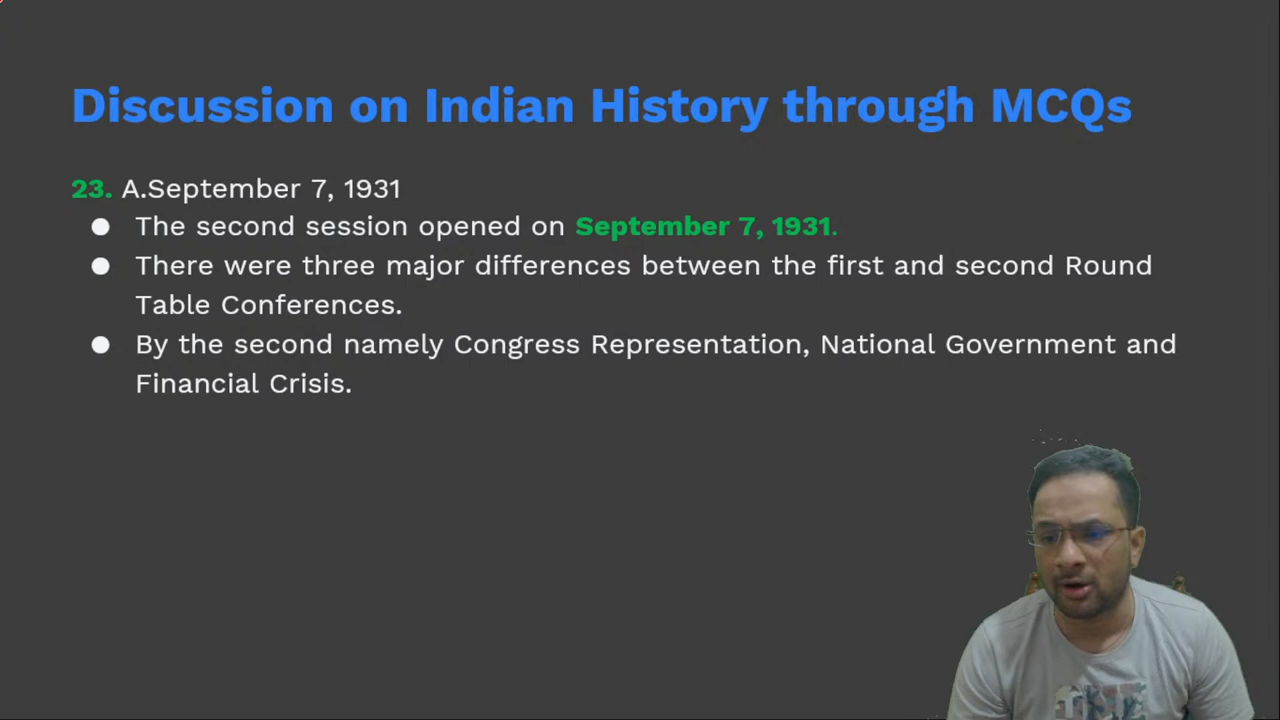 Discussion on Indian History through MCQs
23. A.September 7, 1931
● The second session opened on September 7, 1931.
● There were three major differences between the first and second Round
Table Conferences.
● By the second namely Congress Representation, National Government and
Financial Crisis.